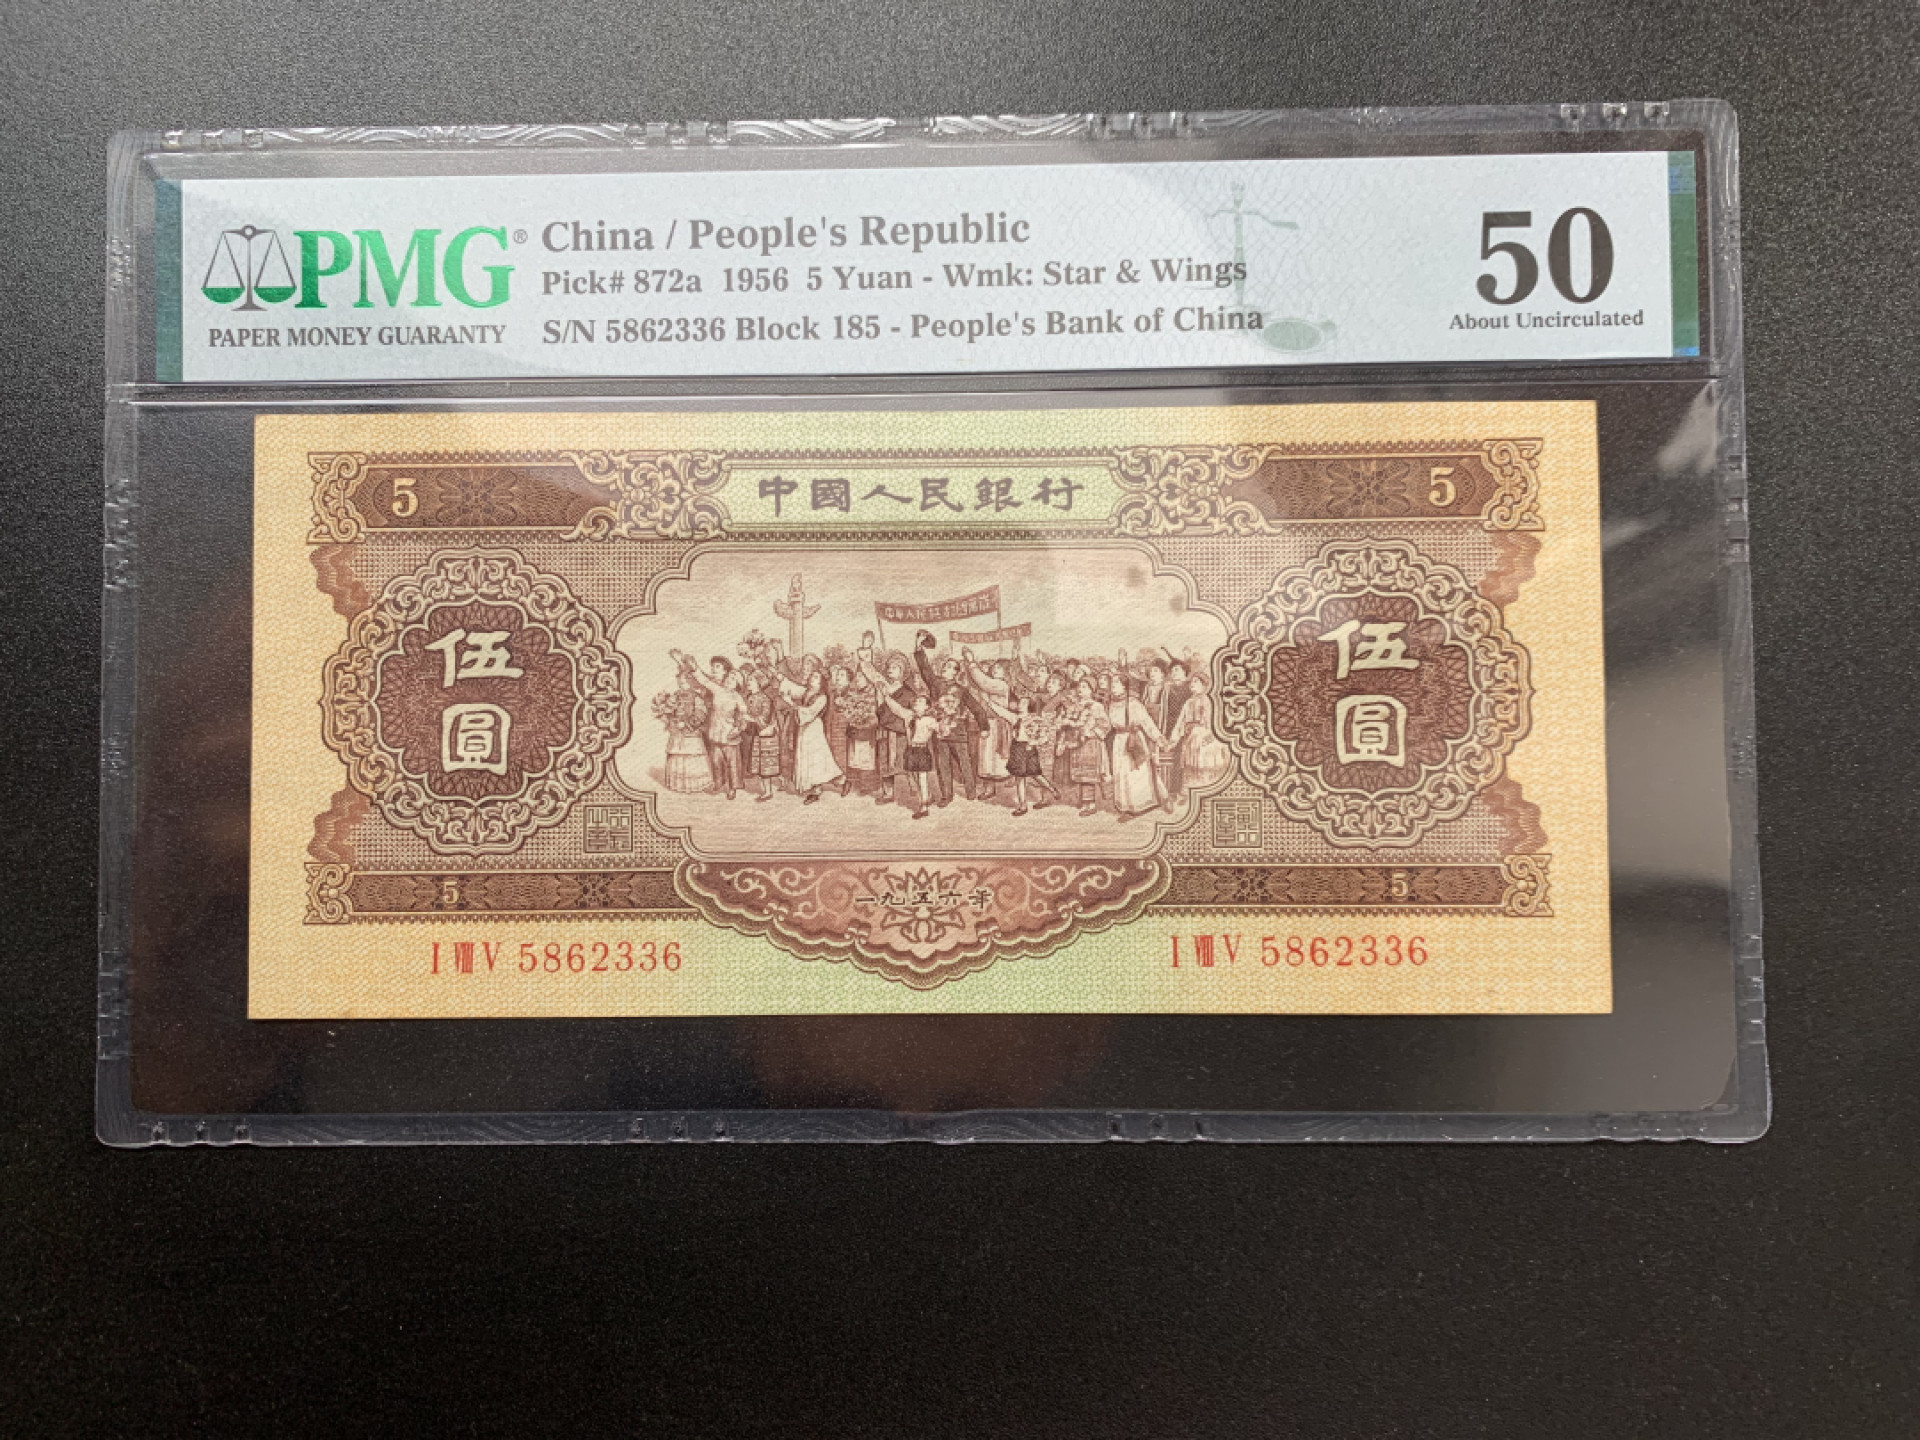 PMG®
PAPER MONEY GUARANTY
China / People's Republic
Pick# 872a 1956 5 Yuan - Wmk: Star & Wings
S/N 5862336 Block 185 - People's Bank of China
50
About Uncirculated
5 中國人民銀行 5
伍圓
伍圓
5 一九五六年 5
I VIII V 5862336
I VIII V 5862336